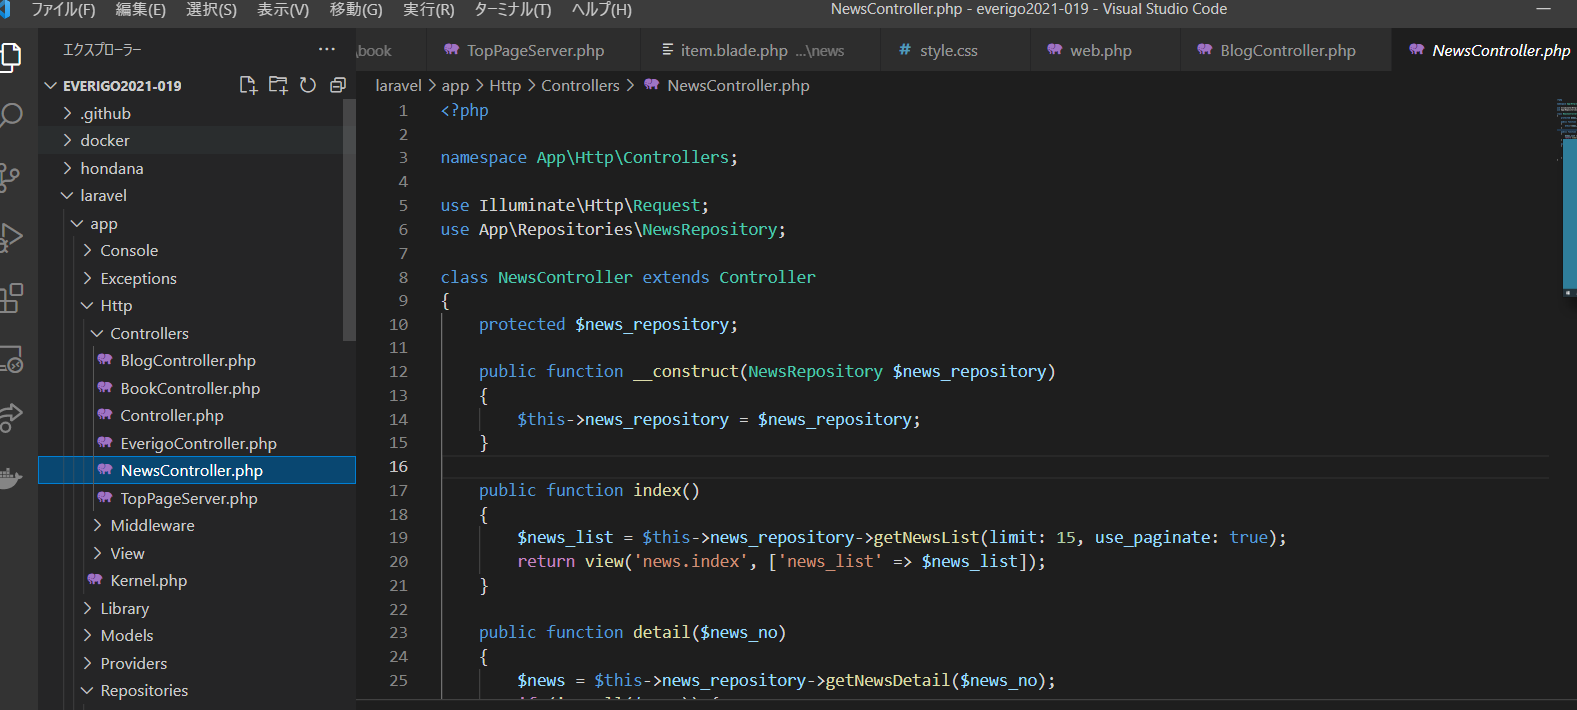 ファイル(F) 編集(E) 選択(S) 表示(V) 移動(G) 実行(R) ターミナル(T) ヘルプ(H) NewsController.php - everigo2021-019 - Visual Studio Code
エクスプローラー ···
\book TopPageServer.php item.blade.php ...\news # style.css web.php BlogController.php NewsController.php
EVERIGO2021-019
.github
docker
hondana
laravel
app
Console
Exceptions
Http
Controllers
BlogController.php
BookController.php
Controller.php
EverigoController.php
NewsController.php
TopPageServer.php
Middleware
View
Kernel.php
Library
Models
Providers
Repositories
laravel > app > Http > Controllers > NewsController.php
1 <?php
2
3 namespace App\Http\Controllers;
4
5 use Illuminate\Http\Request;
6 use App\Repositories\NewsRepository;
7
8 class NewsController extends Controller
9 {
10     protected $news_repository;
11
12     public function __construct(NewsRepository $news_repository)
13     {
14         $this->news_repository = $news_repository;
15     }
16
17     public function index()
18     {
19         $news_list = $this->news_repository->getNewsList(limit: 15, use_paginate: true);
20         return view('news.index', ['news_list' => $news_list]);
21     }
22
23     public function detail($news_no)
24     {
25         $news = $this->news_repository->getNewsDetail($news_no);